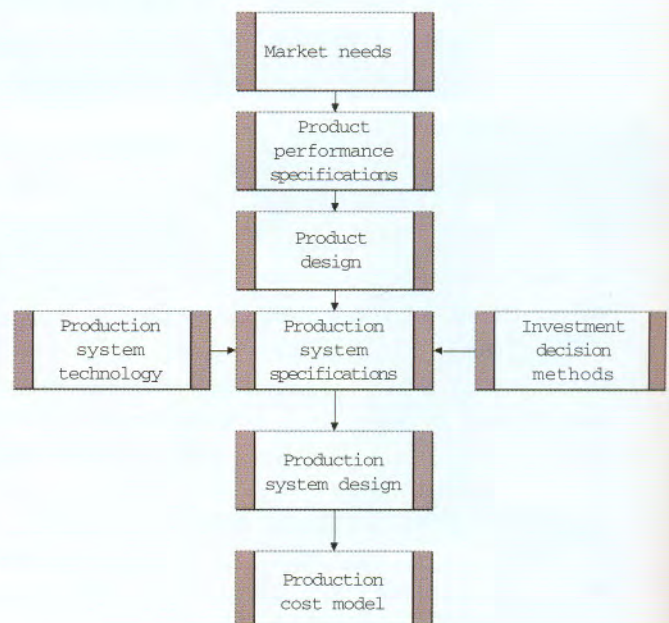 Market needs
Product
performance
specifications
Product
design
Production
system
technology
Production
system
specifications
Investment
decision
methods
Production
system design
Production
cost model